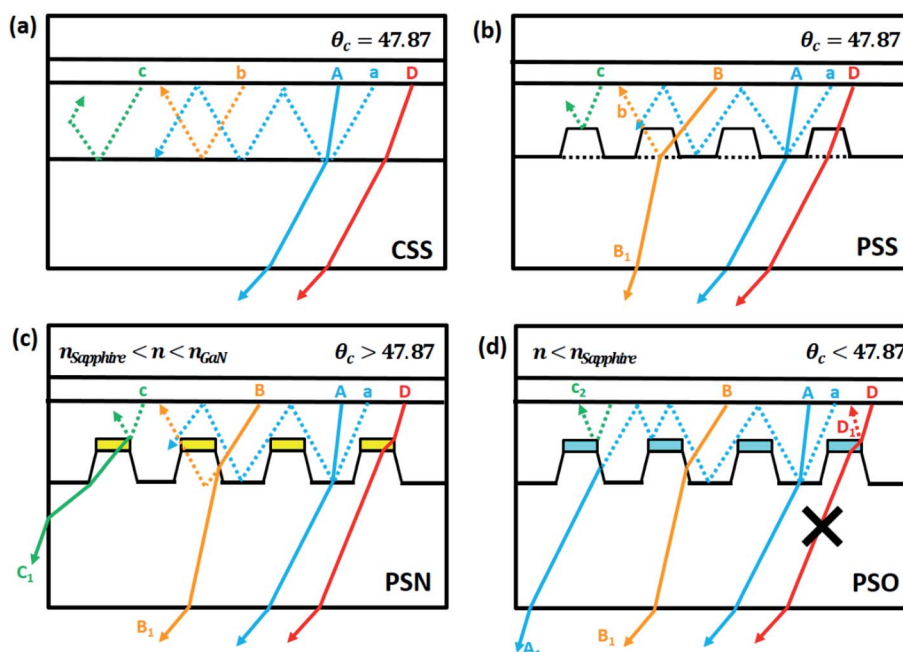 (a)
θc = 47.87
c b A a D
CSS
(b)
θc = 47.87
c B A a D
b
B1
PSS
(c)
nSapphire < n < nGaN θc > 47.87
c B A a D
C1
B1
PSN
(d)
n < nSapphire θc < 47.87
c2 B A a D
D1
B1
PSO